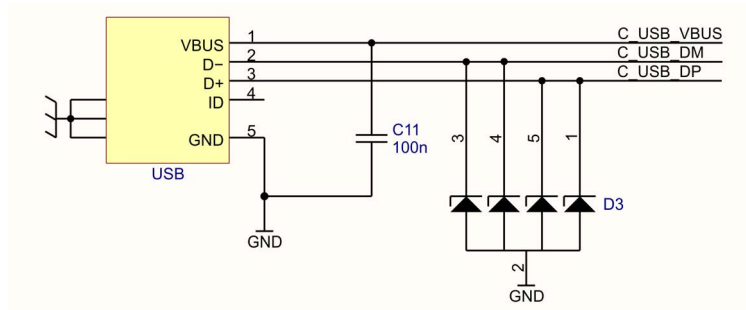 VBUS 1 C_USB_VBUS
D− 2 C_USB_DM
D+ 3 C_USB_DP
ID 4
GND 5
USB
C11
100n
3 4 5 1
D3
GND
2
GND